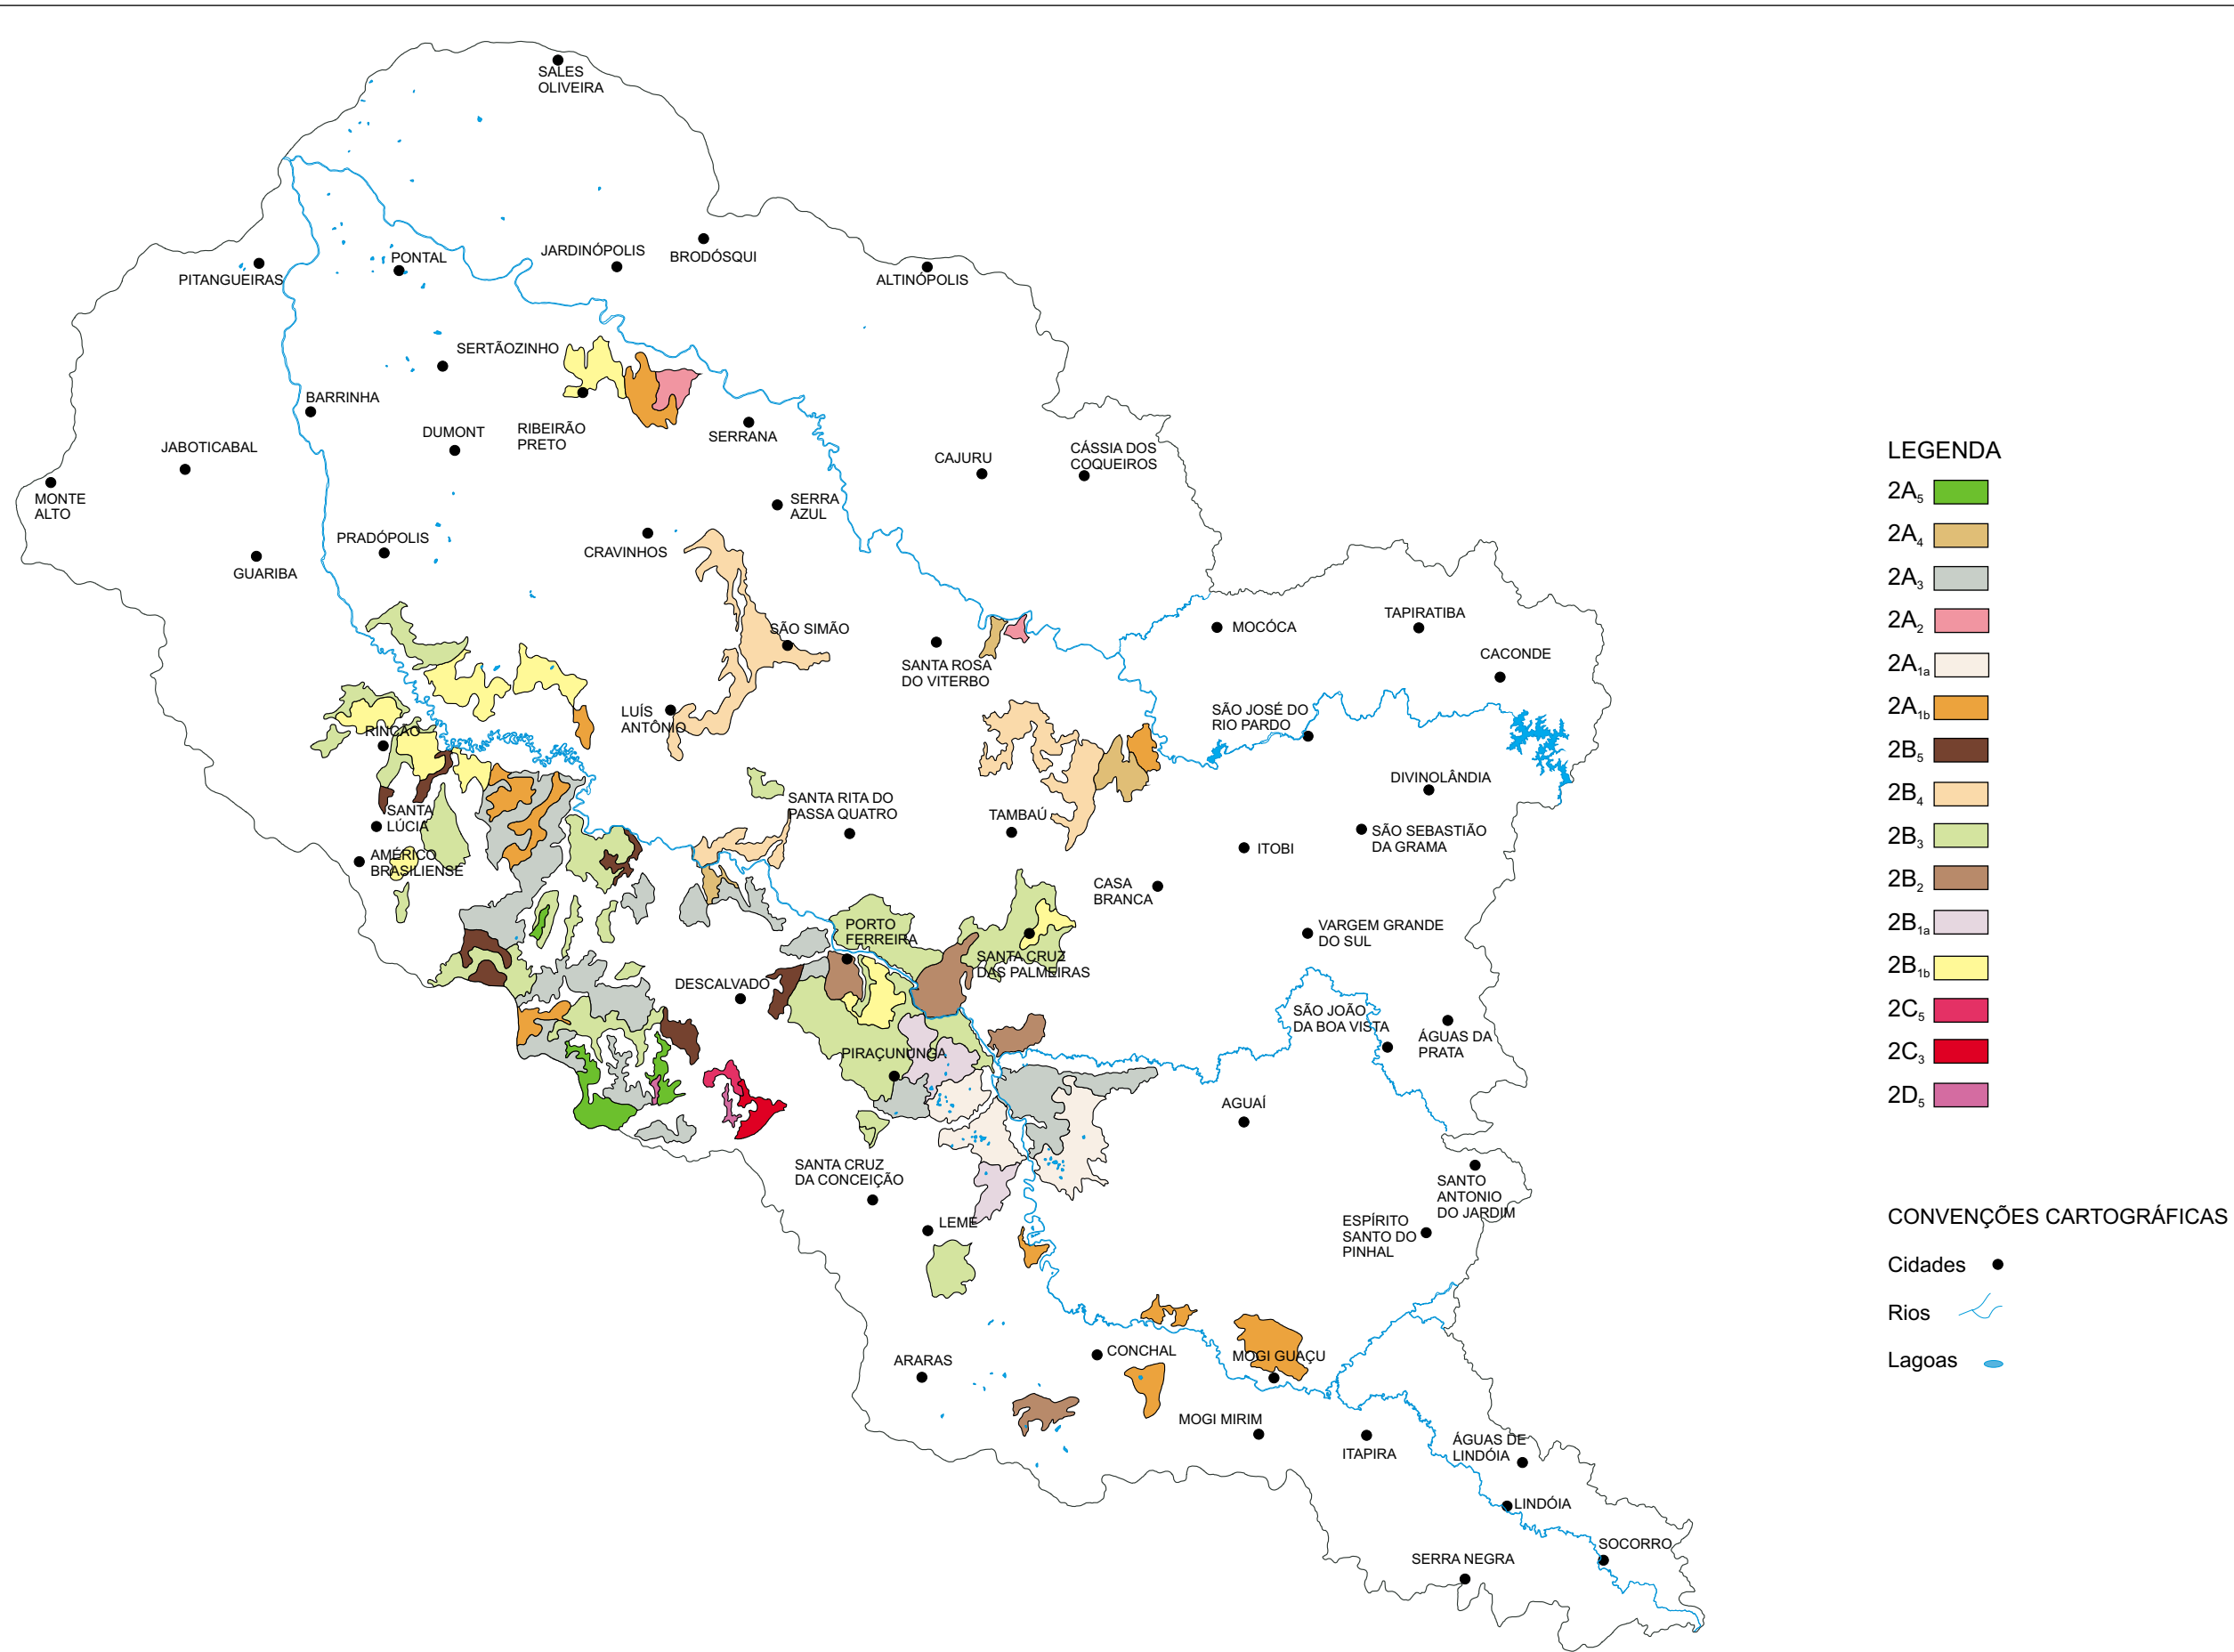 SALES
OLIVEIRA
PITANGUEIRAS
PONTAL
JARDINÓPOLIS
BRODÓSQUI
ALTINÓPOLIS
SERTÃOZINHO
BARRINHA
DUMONT
RIBEIRÃO
PRETO
SERRANA
JABOTICABAL
CAJURU
CÁSSIA DOS
COQUEIROS
MONTE
ALTO
SERRA
AZUL
PRADÓPOLIS
CRAVINHOS
GUARIBA
SÃO SIMÃO
MOCÓCA
TAPIRATIBA
SANTA ROSA
DO VITERBO
CACONDE
LUÍS
ANTÔNIO
SÃO JOSÉ DO
RIO PARDO
RINCÃO
DIVINOLÂNDIA
SANTA
LÚCIA
SANTA RITA DO
PASSA QUATRO
TAMBAÚ
SÃO SEBASTIÃO
DA GRAMA
ITOBI
AMÉRICO
BRASILIENSE
CASA
BRANCA
PORTO
FERREIRA
VARGEM GRANDE
DO SUL
SANTA CRUZ
DAS PALMEIRAS
DESCALVADO
SÃO JOÃO
DA BOA VISTA
ÁGUAS DA
PRATA
PIRAÇUNUNGA
AGUAÍ
SANTA CRUZ
DA CONCEIÇÃO
SANTO
ANTONIO
DO JARDIM
LEME
ESPÍRITO
SANTO DO
PINHAL
CONCHAL
MOGI GUAÇU
ARARAS
MOGI MIRIM
ITAPIRA
ÁGUAS DE
LINDÓIA
LINDÓIA
SOCORRO
SERRA NEGRA
LEGENDA
2A5
2A4
2A3
2A2
2A1a
2A1b
2B5
2B4
2B3
2B2
2B1a
2B1b
2C5
2C3
2D5
CONVENÇÕES CARTOGRÁFICAS
Cidades
Rios
Lagoas